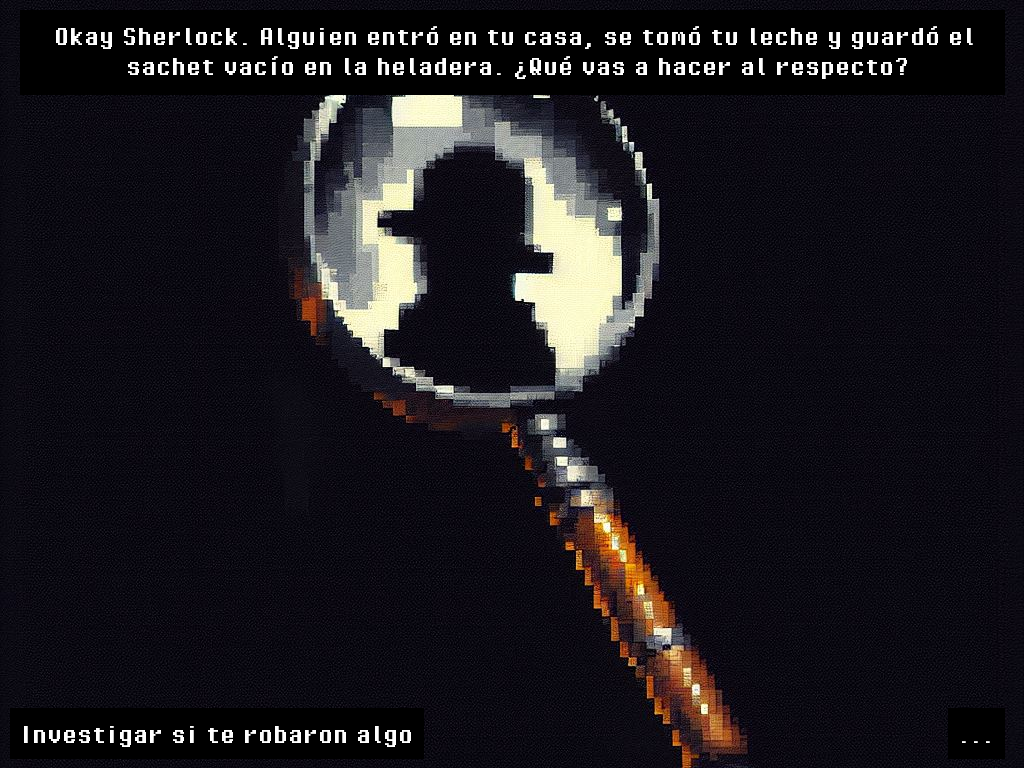 Okay Sherlock. Alguien entró en tu casa, se tomó tu leche y guardó el
sachet vacío en la heladera. ¿Qué vas a hacer al respecto?
Investigar si te robaron algo
...